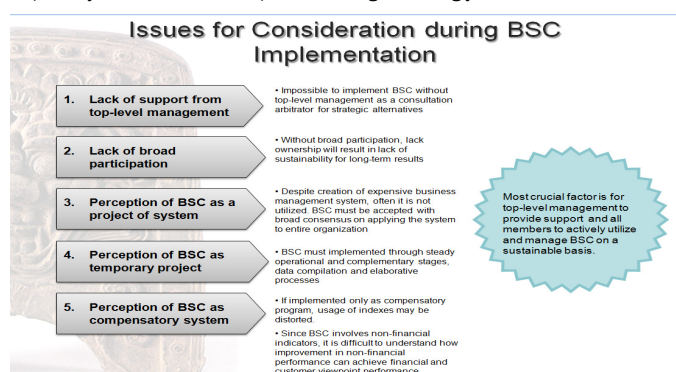 Issues for Consideration during BSC
Implementation
1. Lack of support from
top-level management
• Impossible to implement BSC without
top-level management as a consultation
arbitrator for strategic alternatives
2. Lack of broad
participation
• Without broad participation, lack
ownership will result in lack of
sustainability for long-term results
3. Perception of BSC as a
project of system
• Despite creation of expensive business
management system, often it is not
utilized. BSC must be accepted with
broad consensus on applying the system
to entire organization
4. Perception of BSC as
temporary project
• BSC must implemented through steady
operational and complementary stages,
data compilation and elaborative
processes
5. Perception of BSC as
compensatory system
• If implemented only as compensatory
program, usage of indexes may be
distorted.
• Since BSC involves non-financial
indicators, it is difficult to understand how
improvement in non-financial
performance can achieve financial and
customer viewpoint performance
Most crucial factor is for
top-level management to
provide support and all
members to actively utilize
and manage BSC on a
sustainable basis.